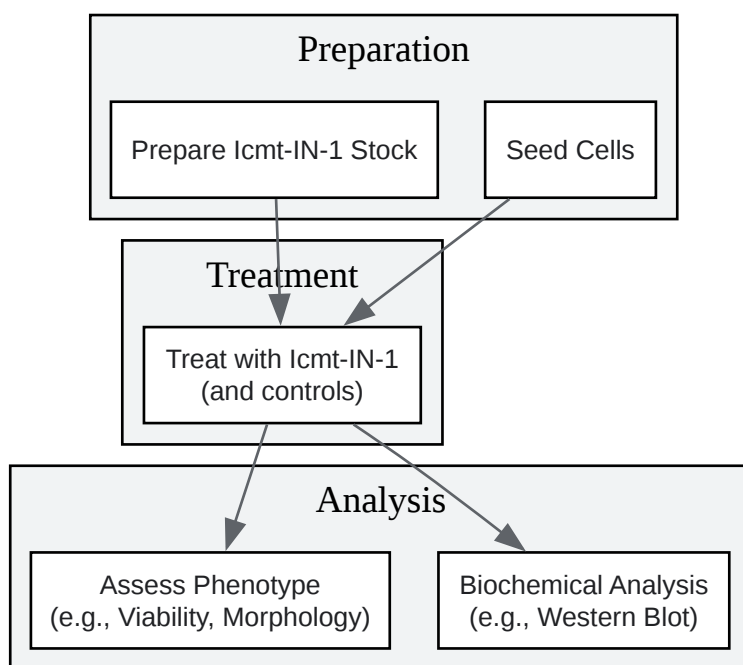 Preparation
Prepare Icmt-IN-1 Stock
Seed Cells
Treatment
Treat with Icmt-IN-1
(and controls)
Analysis
Assess Phenotype
(e.g., Viability, Morphology)
Biochemical Analysis
(e.g., Western Blot)